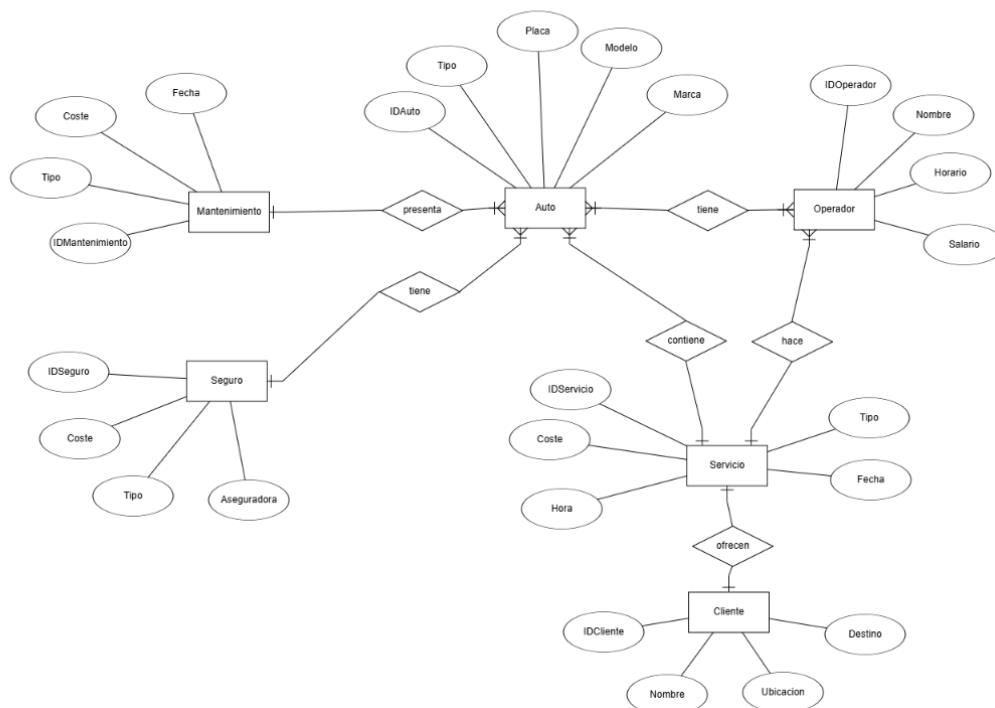 Placa
Modelo
Tipo
Marca
IDAuto
Fecha
Coste
Tipo
IDMantenimiento
Mantenimiento
presenta
Auto
tiene
Operador
IDOperador
Nombre
Horario
Salario
tiene
contiene
hace
IDSeguro
Seguro
Coste
Tipo
Aseguradora
IDServicio
Coste
Hora
Servicio
Tipo
Fecha
ofrecen
Cliente
IDCliente
Nombre
Ubicacion
Destino